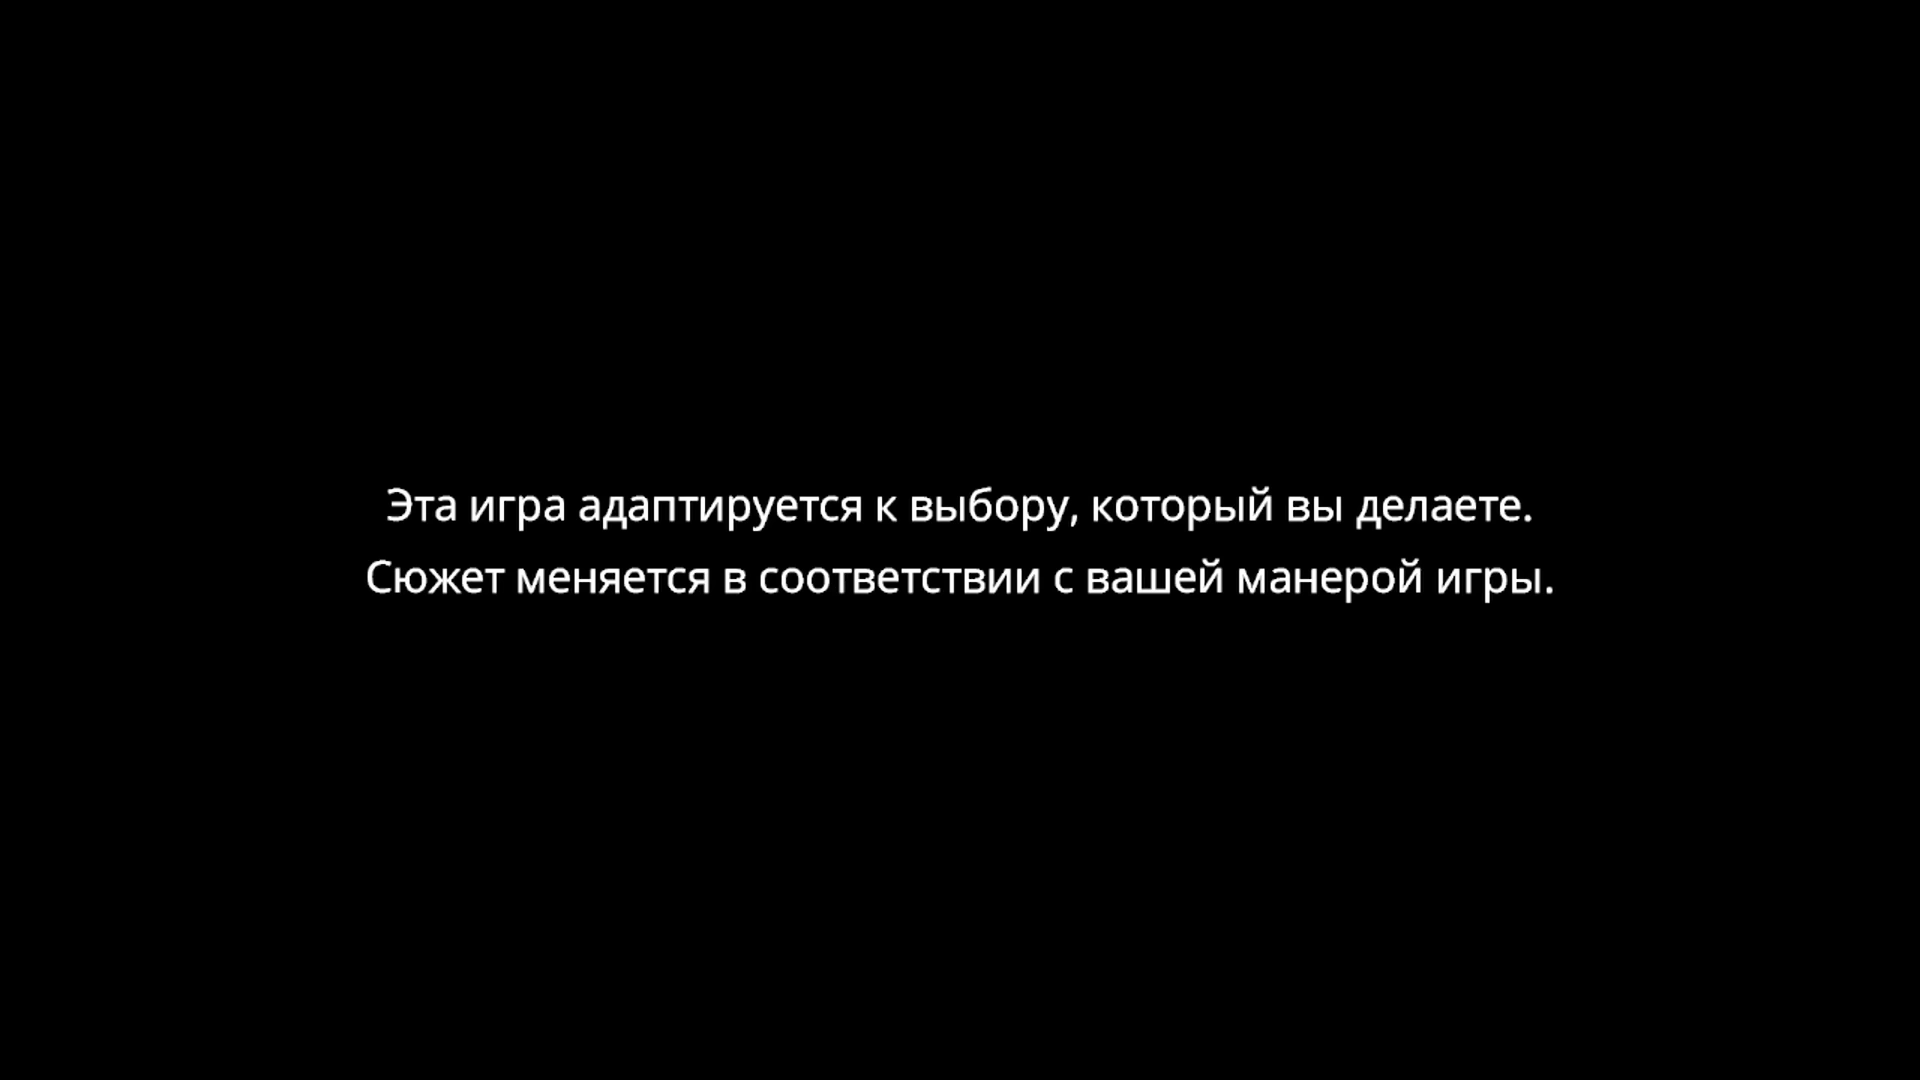 Эта игра адаптируется к выбору, который вы делаете.
Сюжет меняется в соответствии с вашей манерой игры.